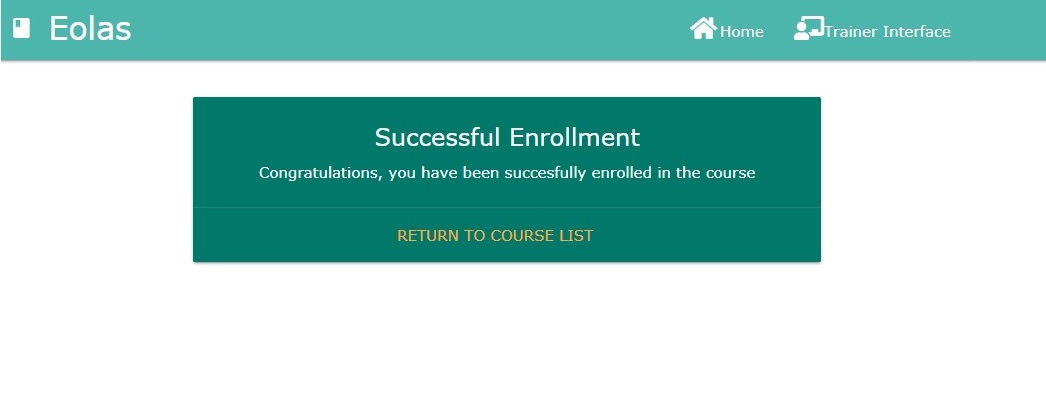 Eolas
Home
Trainer Interface
Successful Enrollment
Congratulations, you have been succesfully enrolled in the course
RETURN TO COURSE LIST